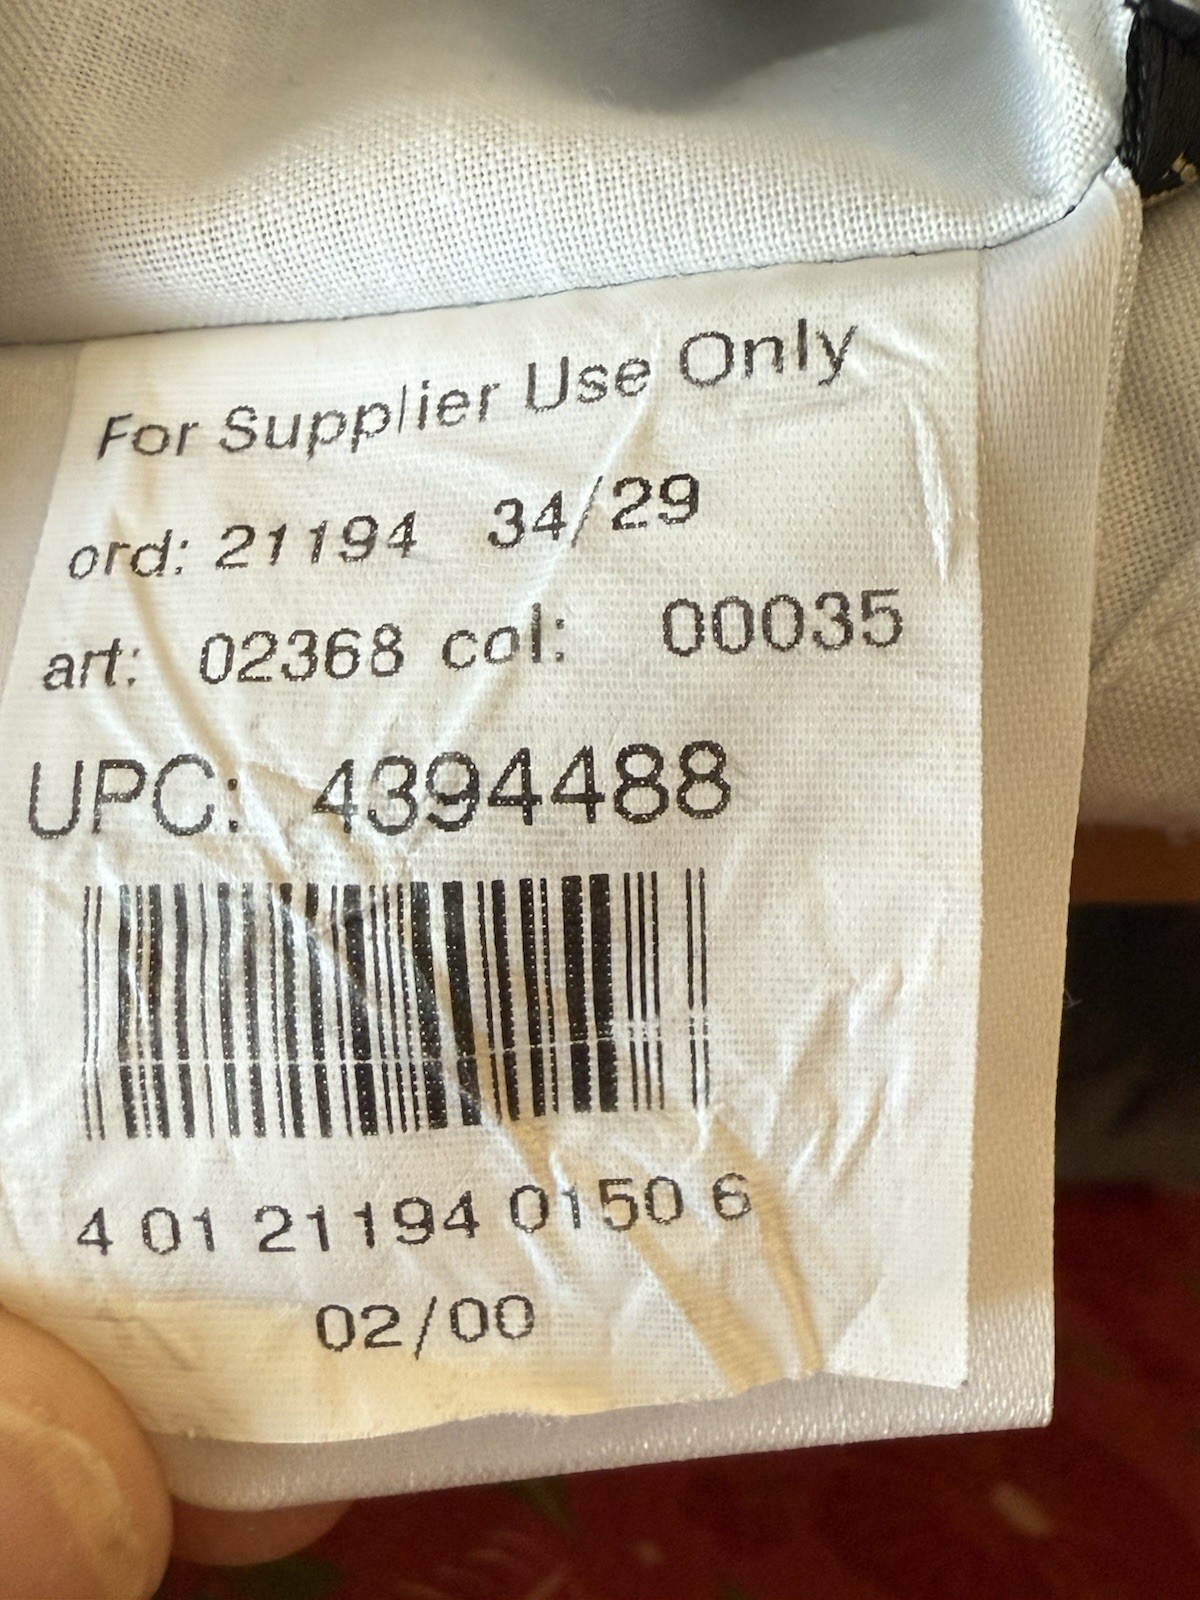 For Supplier Use Only
ord: 21194 34/29
art: 02368 col: 00035
UPC: 4394488
4 01 21194 0150 6
02/00